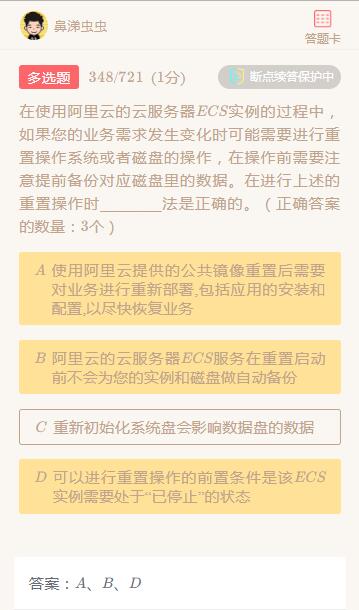 鼻涕虫虫
答题卡
多选题 348/721 (1分) 断点续答保护中
在使用阿里云的云服务器ECS实例的过程中，
如果您的业务需求发生变化时可能需要进行重
置操作系统或者磁盘的操作，在操作前需要注
意提前备份对应磁盘里的数据。在进行上述的
重置操作时________法是正确的。（正确答案
的数量：3个）
A 使用阿里云提供的公共镜像重置后需要
对业务进行重新部署,包括应用的安装和
配置,以尽快恢复业务
B 阿里云的云服务器ECS服务在重置启动
前不会为您的实例和磁盘做自动备份
C 重新初始化系统盘会影响数据盘的数据
D 可以进行重置操作的前置条件是该ECS
实例需要处于“已停止”的状态
答案：A、B、D